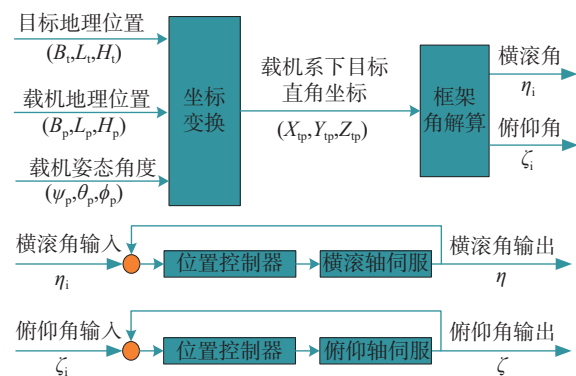 目标地理位置
(Bt,Lt,Ht)
载机地理位置
(Bp,Lp,Hp)
载机姿态角度
(ψp,θp,ϕp)
坐标
变换
载机系下目标
直角坐标
(Xtp,Ytp,Ztp)
框架
角解算
横滚角
ηi
俯仰角
ζi
横滚角输入
ηi
位置控制器
横滚轴伺服
横滚角输出
η
俯仰角输入
ζi
位置控制器
俯仰轴伺服
俯仰角输出
ζ